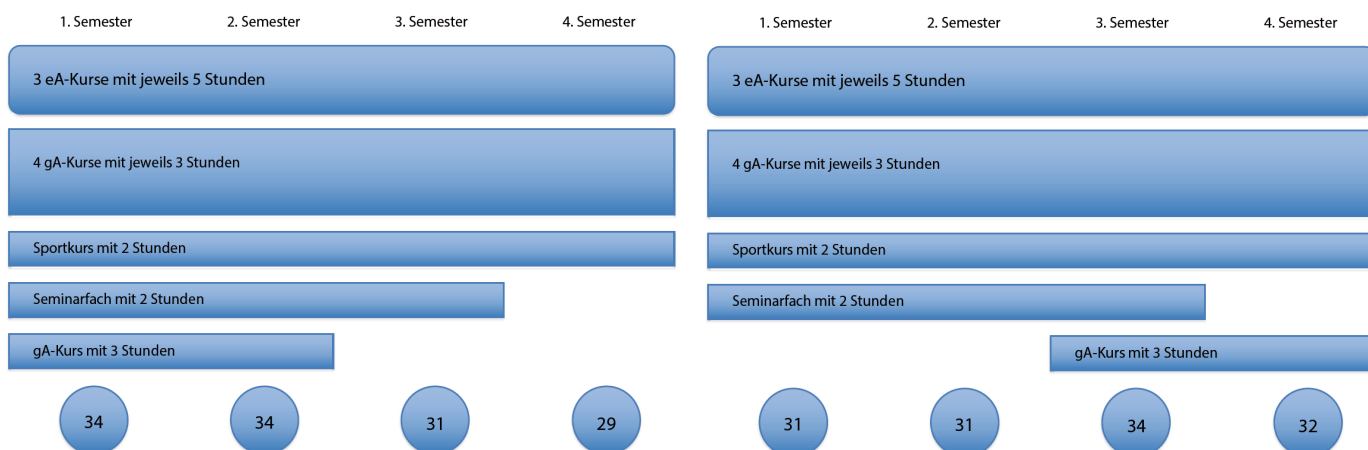 1. Semester 2. Semester 3. Semester 4. Semester
3 eA-Kurse mit jeweils 5 Stunden
4 gA-Kurse mit jeweils 3 Stunden
Sportkurs mit 2 Stunden
Seminarfach mit 2 Stunden
gA-Kurs mit 3 Stunden
34 34 31 29
1. Semester 2. Semester 3. Semester 4. Semester
3 eA-Kurse mit jeweils 5 Stunden
4 gA-Kurse mit jeweils 3 Stunden
Sportkurs mit 2 Stunden
Seminarfach mit 2 Stunden
gA-Kurs mit 3 Stunden
31 31 34 32